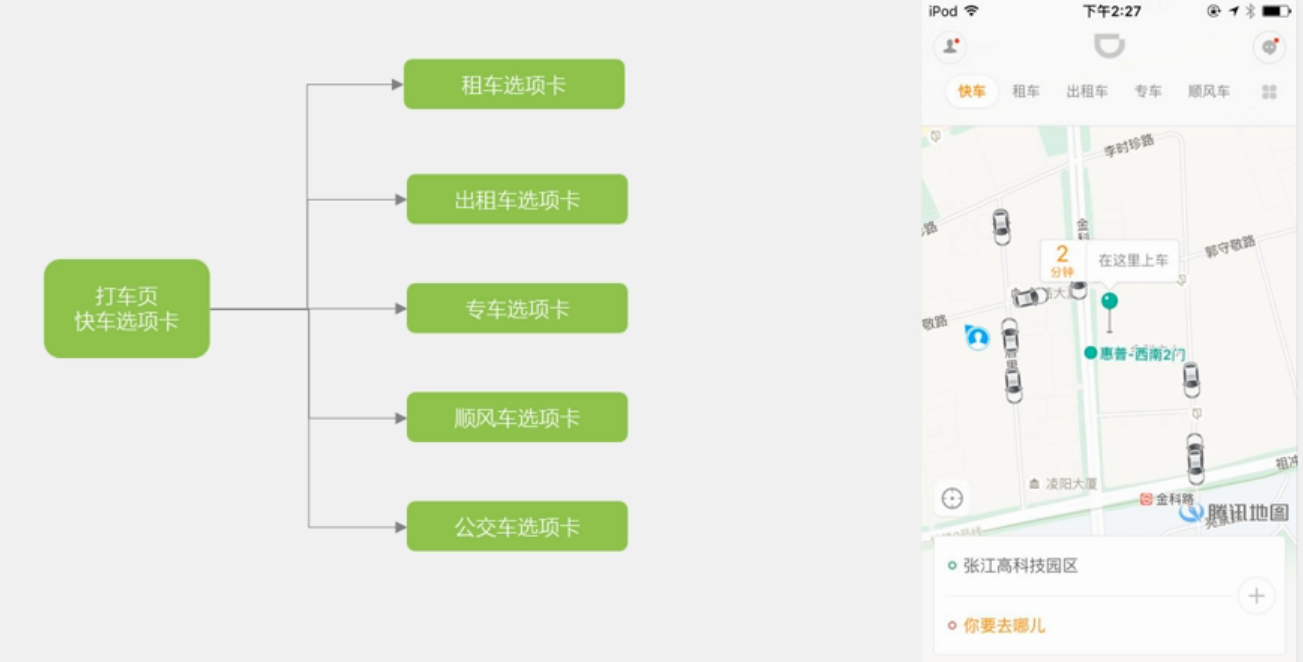 打车页
快车选项卡
租车选项卡
出租车选项卡
专车选项卡
顺风车选项卡
公交车选项卡
iPod
下午2:27
快车
租车
出租车
专车
顺风车
李时珍路
路
金科
郭守敬路
2
分钟
在这里上车
大
敬路
惠普-西南2门
凌阳大厦
祖冲
金科路
腾讯地图
张江高科技园区
你要去哪儿